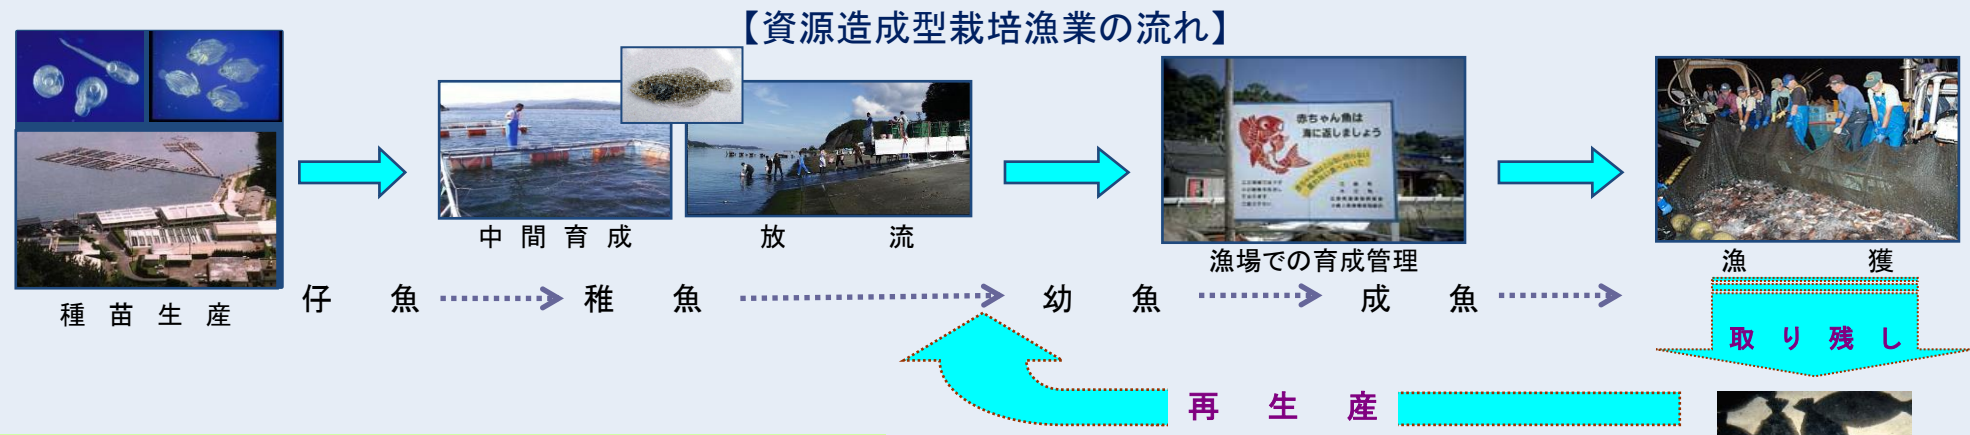 【資源造成型栽培漁業の流れ】
赤ちゃん魚は
海に返しましょう
中間育成
放流
漁場での育成管理
漁獲
種苗生産
仔魚
稚魚
幼魚
成魚
取り残し
再生産